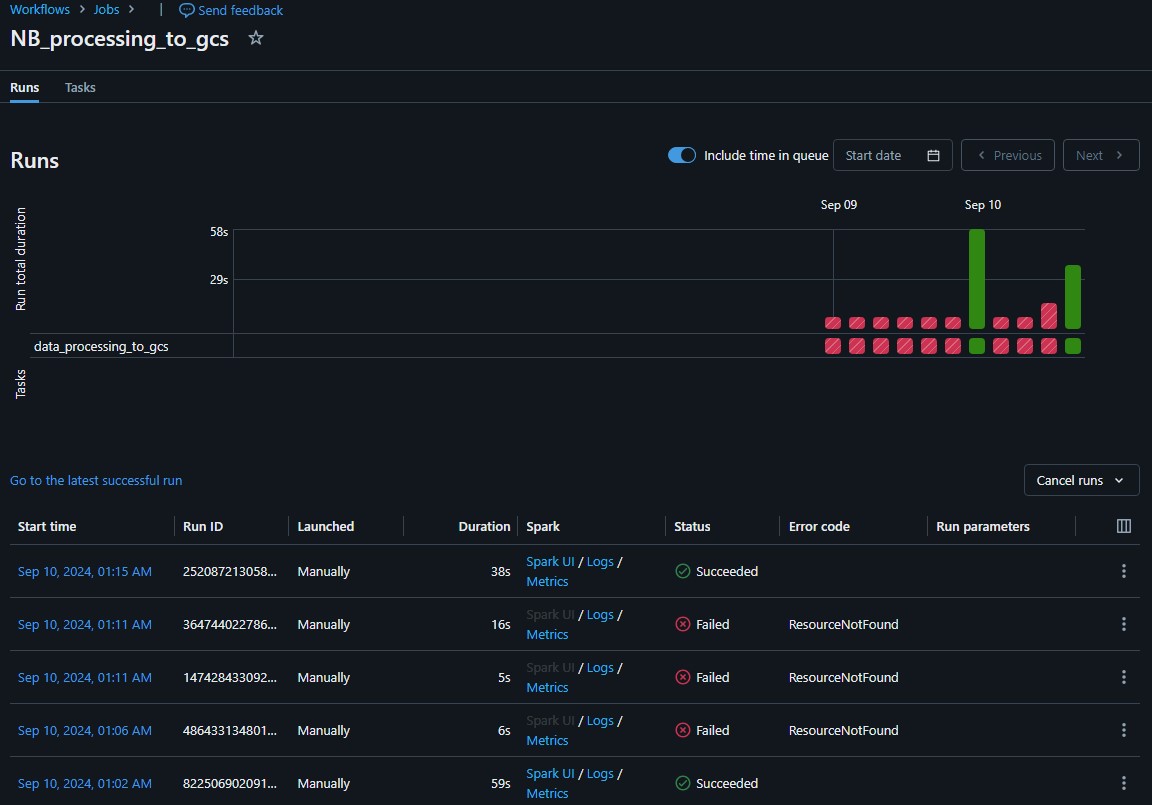 Workflows > Jobs > | Send feedback
NB_processing_to_gcs
Runs Tasks
Runs
Include time in queue Start date Previous Next
Sep 09 Sep 10
Run total duration
58s
29s
data_processing_to_gcs
Tasks
Go to the latest successful run
Cancel runs
Start time Run ID Launched Duration Spark Status Error code Run parameters
Sep 10, 2024, 01:15 AM 252087213058... Manually 38s Spark UI / Logs / Succeeded
Metrics
Sep 10, 2024, 01:11 AM 364744022786... Manually 16s Spark UI / Logs / Failed ResourceNotFound
Metrics
Sep 10, 2024, 01:11 AM 147428433092... Manually 5s Spark UI / Logs / Failed ResourceNotFound
Metrics
Sep 10, 2024, 01:06 AM 486433134801... Manually 6s Spark UI / Logs / Failed ResourceNotFound
Metrics
Sep 10, 2024, 01:02 AM 822506902091... Manually 59s Spark UI / Logs / Succeeded
Metrics